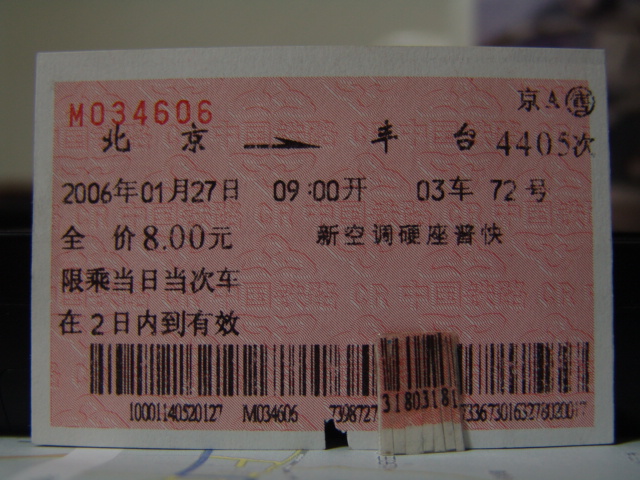 M034606
京A 售
北 京 → 丰 台 4405次
2006年01月27日 09:00开 03车 72号
全 价8.00元 新空调硬座普快
限乘当日当次车
在2日内到有效
31803181
10001140520127 M034606 7398727